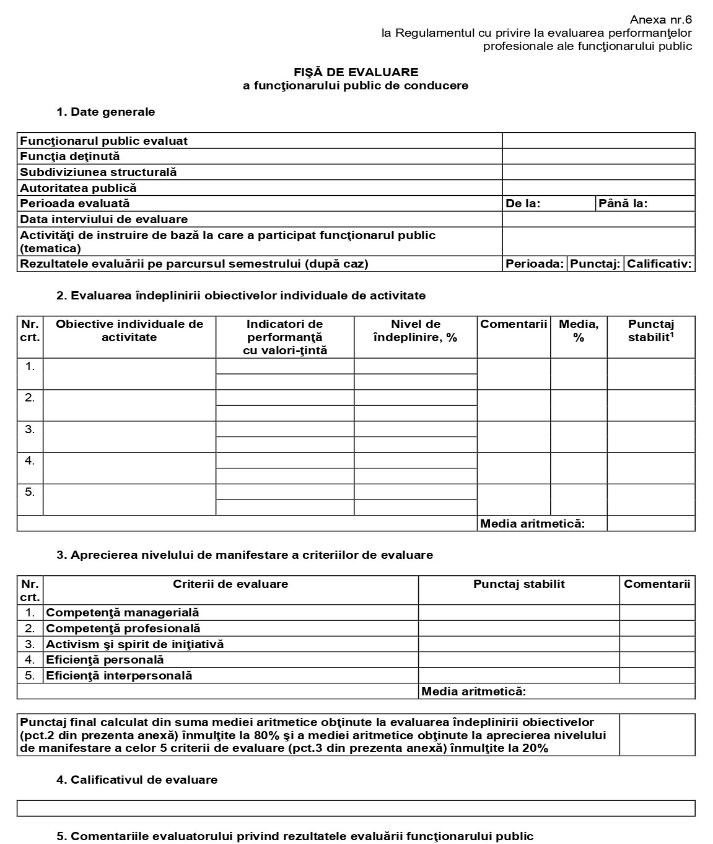 Anexa nr.6
la Regulamentul cu privire la evaluarea performanţelor
profesionale ale funcţionarului public
FIŞĂ DE EVALUARE
a funcţionarului public de conducere
1. Date generale
Funcţionarul public evaluat
Funcţia deţinută
Subdiviziunea structurală
Autoritatea publică
Perioada evaluată De la: Până la:
Data interviului de evaluare
Activităţi de instruire de bază la care a participat funcţionarul public
(tematica)
Rezultatele evaluării pe parcursul semestrului (după caz) Perioada: Punctaj: Calificativ:
2. Evaluarea îndeplinirii obiectivelor individuale de activitate
Nr. Obiective individuale de Indicatori de Nivel de Comentarii Media, Punctaj
crt. activitate performanţă îndeplinire, % % stabilit¹
cu valori-ţintă
1.
2.
3.
4.
5.
Media aritmetică:
3. Aprecierea nivelului de manifestare a criteriilor de evaluare
Nr. Criterii de evaluare Punctaj stabilit Comentarii
crt.
1. Competenţă managerială
2. Competenţă profesională
3. Activism şi spirit de iniţiativă
4. Eficienţă personală
5. Eficienţă interpersonală
Media aritmetică:
Punctaj final calculat din suma mediei aritmetice obţinute la evaluarea îndeplinirii obiectivelor
(pct.2 din prezenta anexă) înmulţite la 80% şi a mediei aritmetice obţinute la aprecierea nivelului
de manifestare a celor 5 criterii de evaluare (pct.3 din prezenta anexă) înmulţite la 20%
4. Calificativul de evaluare
5. Comentariile evaluatorului privind rezultatele evaluării funcţionarului public